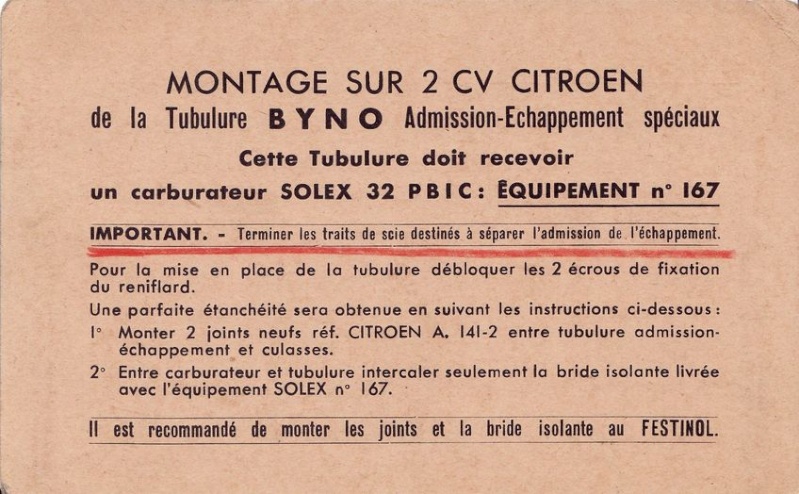 MONTAGE SUR 2 CV CITROEN
de la Tubulure BYNO Admission-Echappement spéciaux
Cette Tubulure doit recevoir
un carburateur SOLEX 32 PBIC : ÉQUIPEMENT n° 167
IMPORTANT. - Terminer les traits de scie destinés à séparer l'admission de l'échappement.
Pour la mise en place de la tubulure débloquer les 2 écrous de fixation
du reniflard.
Une parfaite étanchéité sera obtenue en suivant les instructions ci-dessous :
1° Monter 2 joints neufs réf. CITROEN A. 141-2 entre tubulure admission-
échappement et culasses.
2° Entre carburateur et tubulure intercaler seulement la bride isolante livrée
avec l'équipement SOLEX n° 167.
Il est recommandé de monter les joints et la bride isolante au FESTINOL.